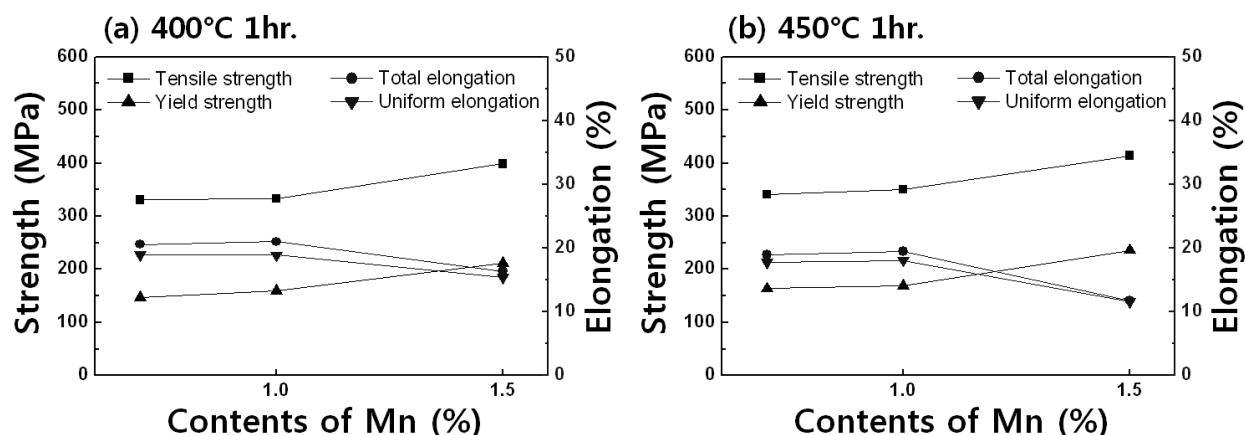 (a) 400°C 1hr.
600
500
400
300
200
100
0
Strength (MPa)
Tensile strength
Total elongation
Yield strength
Uniform elongation
50
40
30
20
10
0
Elongation (%)
1.0
1.5
Contents of Mn (%)
(b) 450°C 1hr.
600
500
400
300
200
100
0
Strength (MPa)
Tensile strength
Total elongation
Yield strength
Uniform elongation
50
40
30
20
10
0
Elongation (%)
1.0
1.5
Contents of Mn (%)